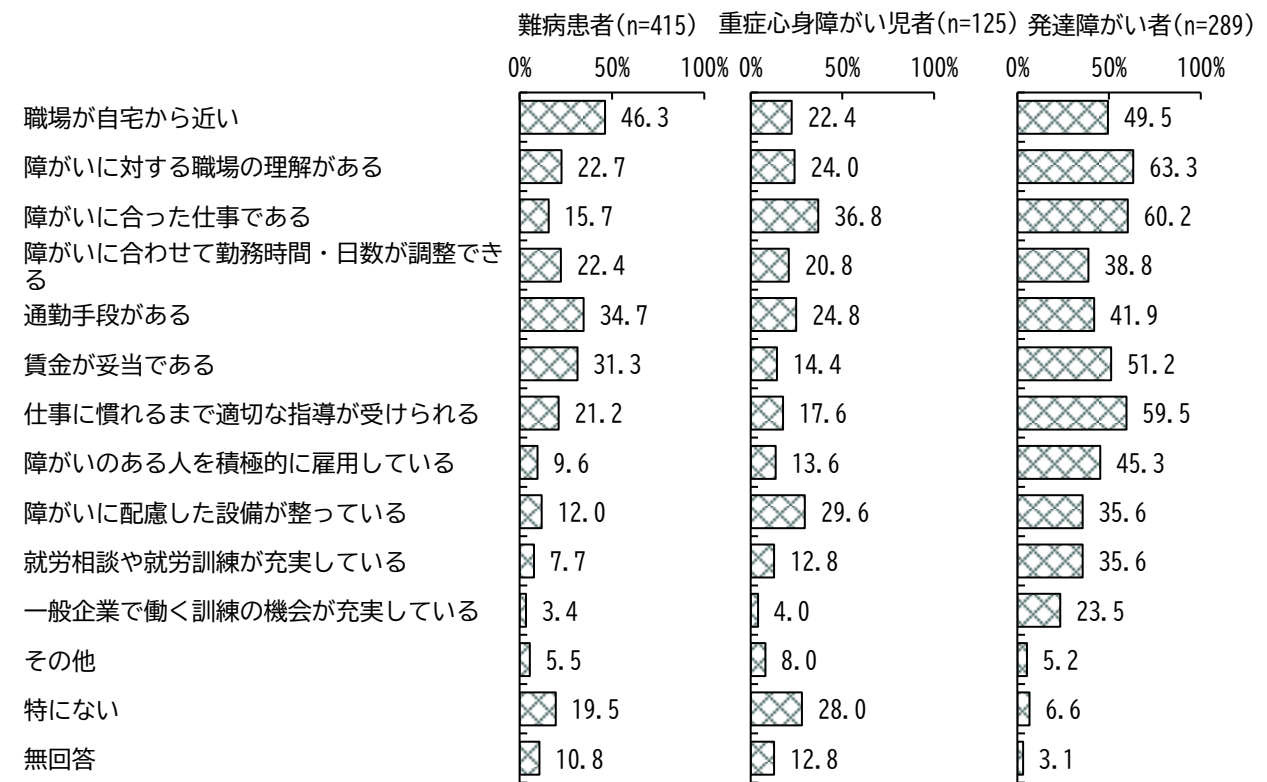 難病患者(n=415) 重症心身障がい児者(n=125) 発達障がい者(n=289)
0% 50% 100% 0% 50% 100% 0% 50% 100%
職場が自宅から近い 46.3 22.4 49.5
障がいに対する職場の理解がある 22.7 24.0 63.3
障がいに合った仕事である 15.7 36.8 60.2
障がいに合わせて勤務時間・日数が調整でき
る 22.4 20.8 38.8
通勤手段がある 34.7 24.8 41.9
賃金が妥当である 31.3 14.4 51.2
仕事に慣れるまで適切な指導が受けられる 21.2 17.6 59.5
障がいのある人を積極的に雇用している 9.6 13.6 45.3
障がいに配慮した設備が整っている 12.0 29.6 35.6
就労相談や就労訓練が充実している 7.7 12.8 35.6
一般企業で働く訓練の機会が充実している 3.4 4.0 23.5
その他 5.5 8.0 5.2
特にない 19.5 28.0 6.6
無回答 10.8 12.8 3.1